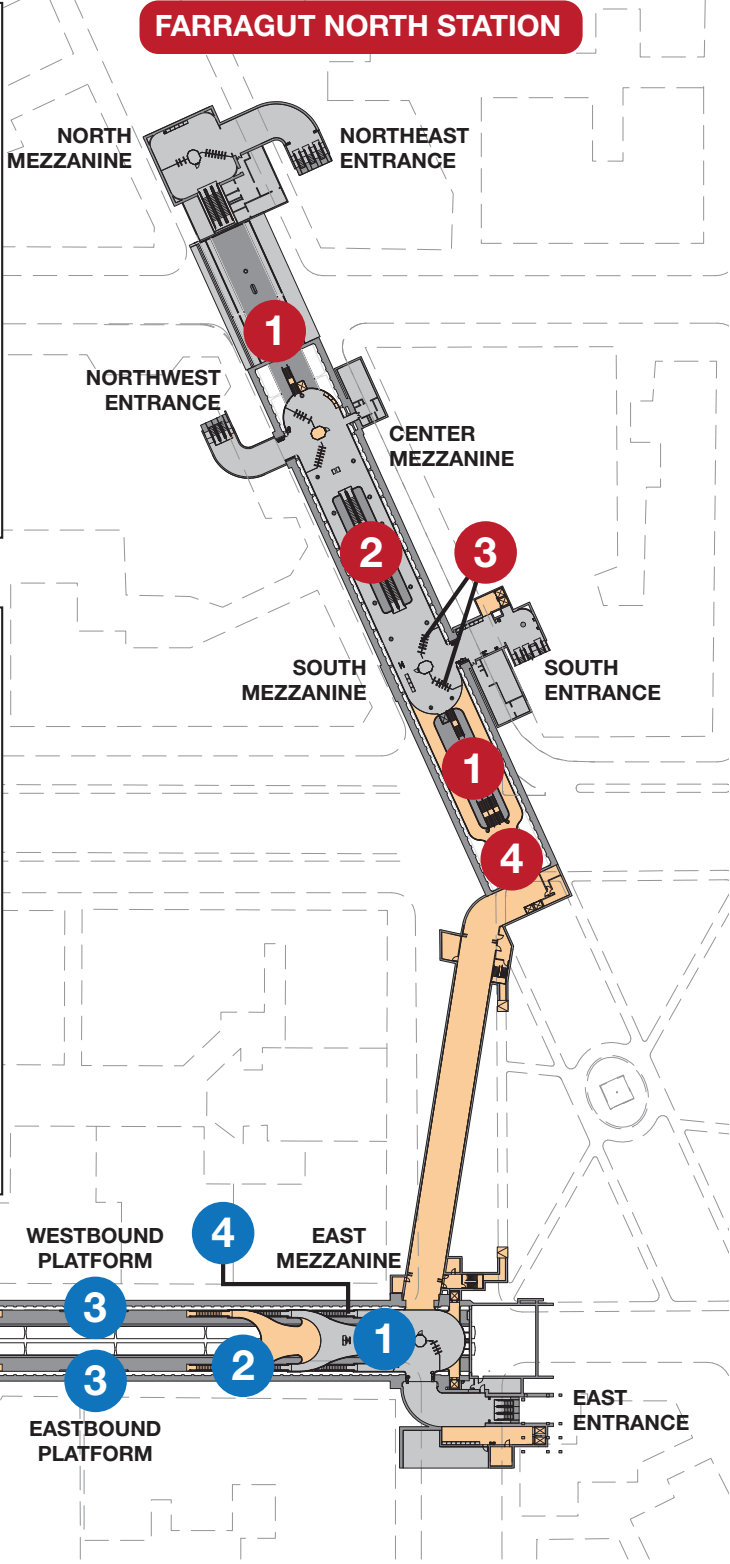 FARRAGUT NORTH STATION
NORTH
MEZZANINE
NORTHEAST
ENTRANCE
1
NORTHWEST
ENTRANCE
CENTER
MEZZANINE
2
3
SOUTH
MEZZANINE
SOUTH
ENTRANCE
1
4
WESTBOUND
PLATFORM
4
EAST
MEZZANINE
3
1
2
3
EASTBOUND
PLATFORM
EAST
ENTRANCE